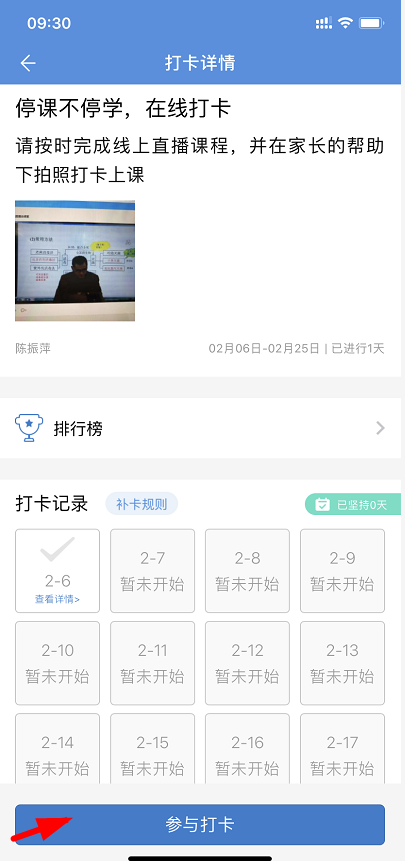 09:30
打卡详情
停课不停学，在线打卡
请按时完成线上直播课程，并在家长的帮助
下拍照打卡上课
陈振萍
02月06日-02月25日 | 已进行1天
排行榜
打卡记录
补卡规则
已坚持0天
2-6
查看详情>
2-7
暂未开始
2-8
暂未开始
2-9
暂未开始
2-10
暂未开始
2-11
暂未开始
2-12
暂未开始
2-13
暂未开始
2-14
暂未开始
2-15
暂未开始
2-16
暂未开始
2-17
暂未开始
参与打卡